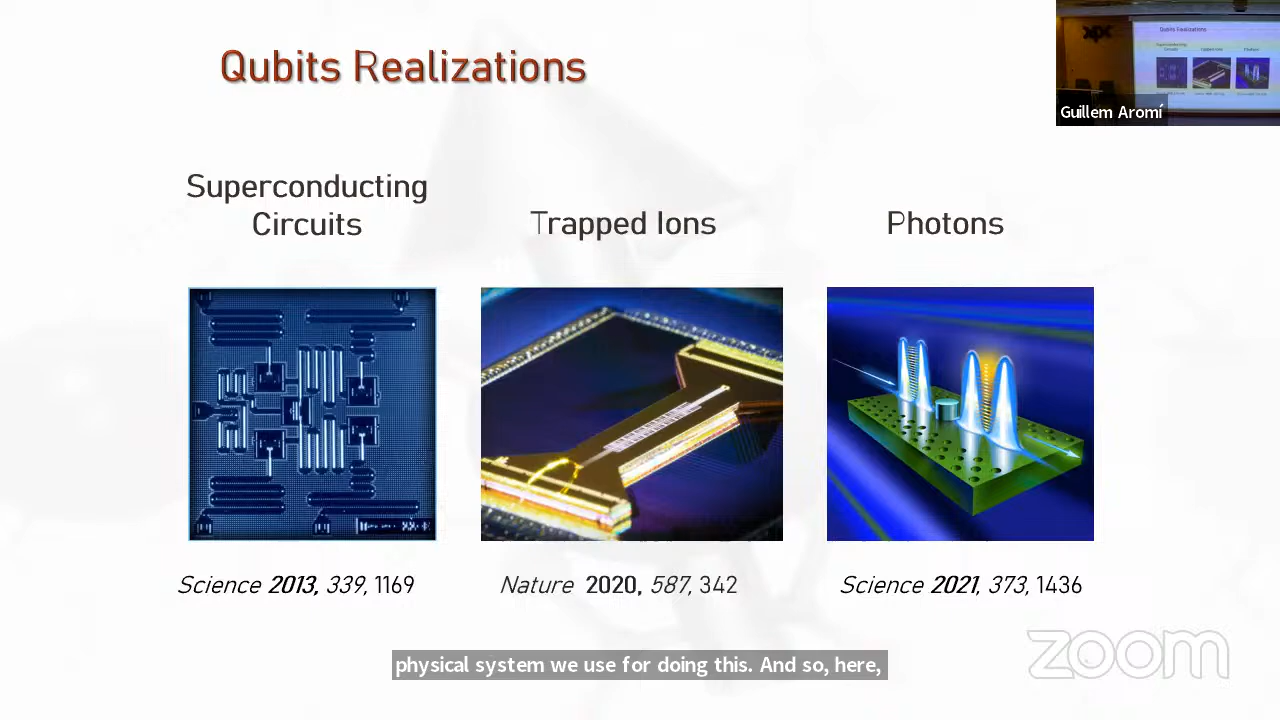 Qubits Realizations
Guillem Aromí
Superconducting
Circuits
Trapped Ions
Photons
Science 2013, 339, 1169
Nature 2020, 587, 342
Science 2021, 373, 1436
physical system we use for doing this. And so, here,
zoom